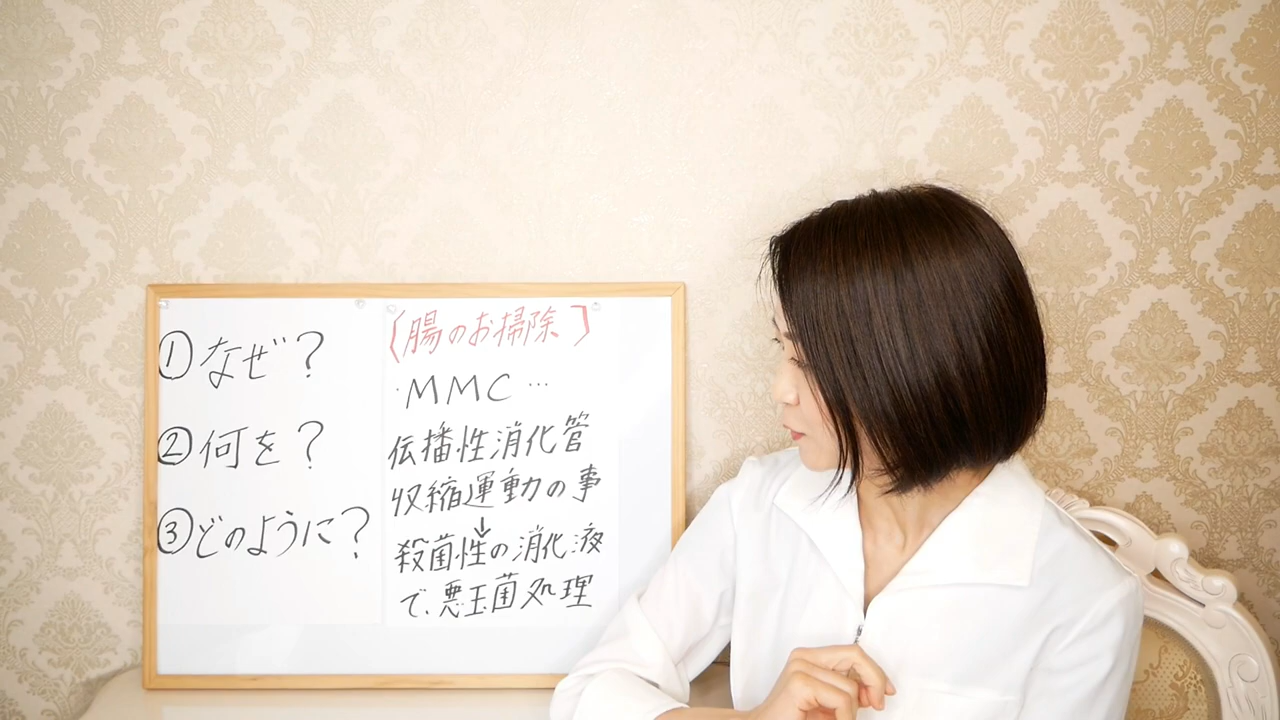 ①なぜ?
②何を?
③どのように?
〔腸のお掃除〕
・MMC…
伝播性消化管
収縮運動の事
↓
殺菌性の消化液
で、悪玉菌処理